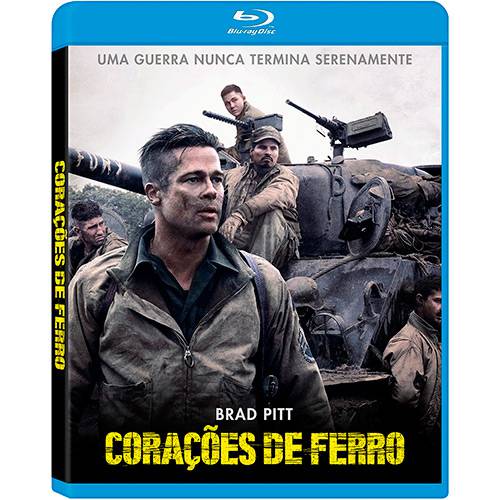 Blu-ray Disc
UMA GUERRA NUNCA TERMINA SERENAMENTE
CORAÇÕES DE FERRO
BRAD PITT
CORAÇÕES DE FERRO